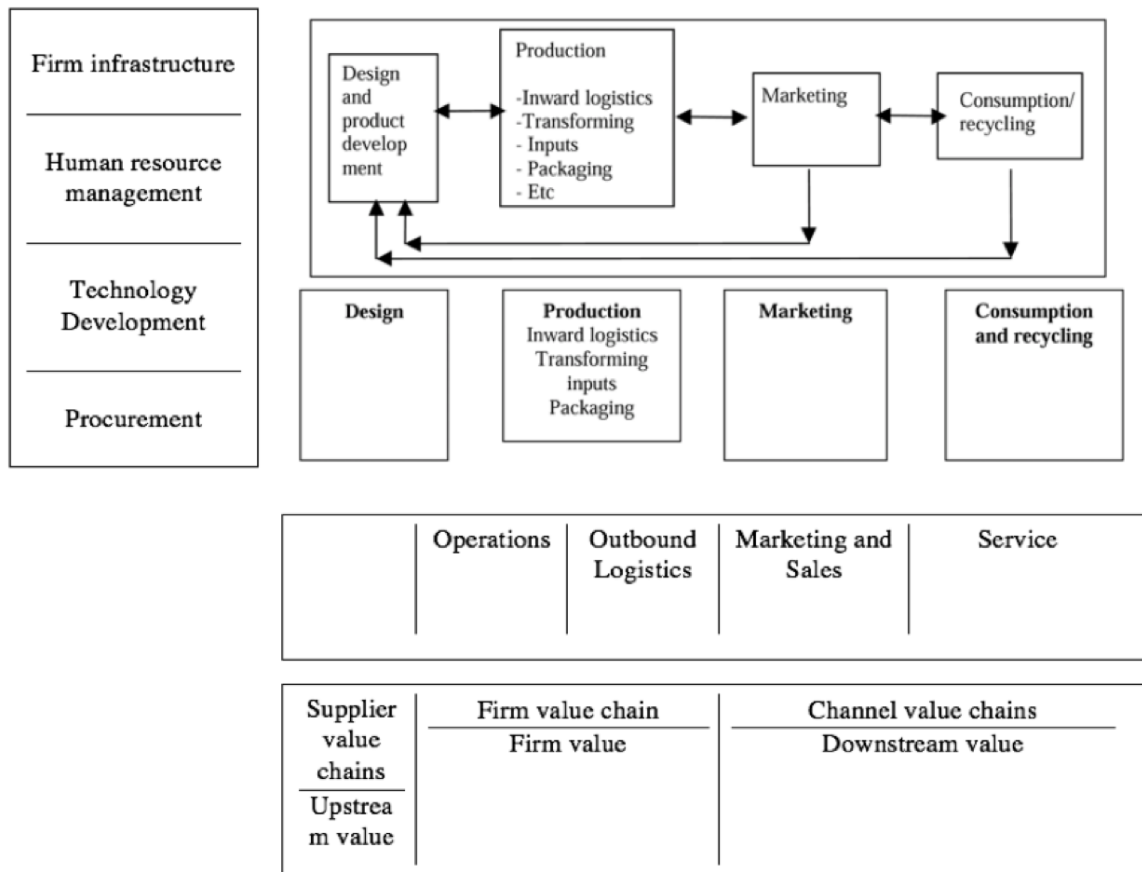 Firm infrastructure
Human resource
management
Technology
Development
Procurement
Design
and
product
develop
ment
Production
-Inward logistics
-Transforming
- Inputs
- Packaging
- Etc
Marketing
Consumption/
recycling
Design
Production
Inward logistics
Transforming
inputs
Packaging
Marketing
Consumption
and recycling
Operations
Outbound
Logistics
Marketing and
Sales
Service
Supplier
value
chains
Upstrea
m value
Firm value chain
Firm value
Channel value chains
Downstream value